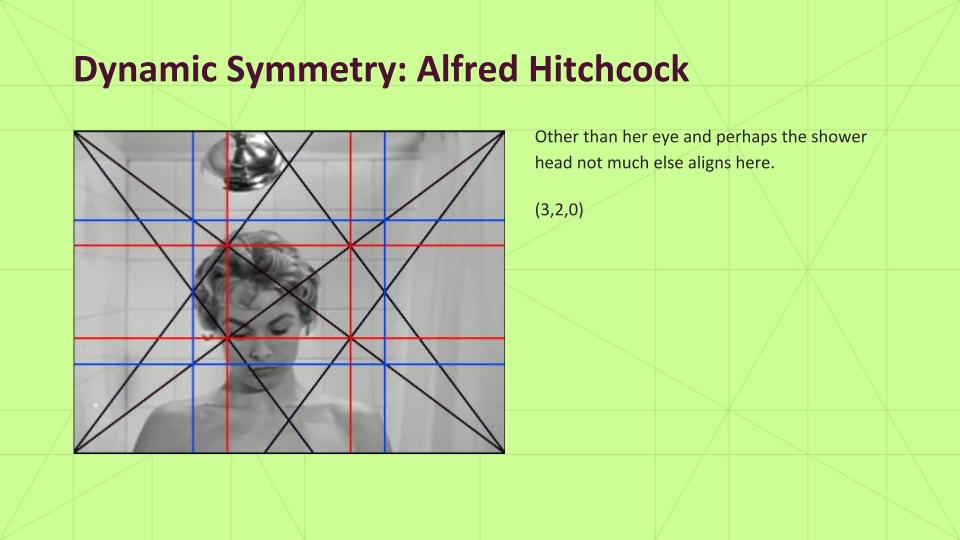 Dynamic Symmetry: Alfred Hitchcock
Other than her eye and perhaps the shower
head not much else aligns here.
(3,2,0)